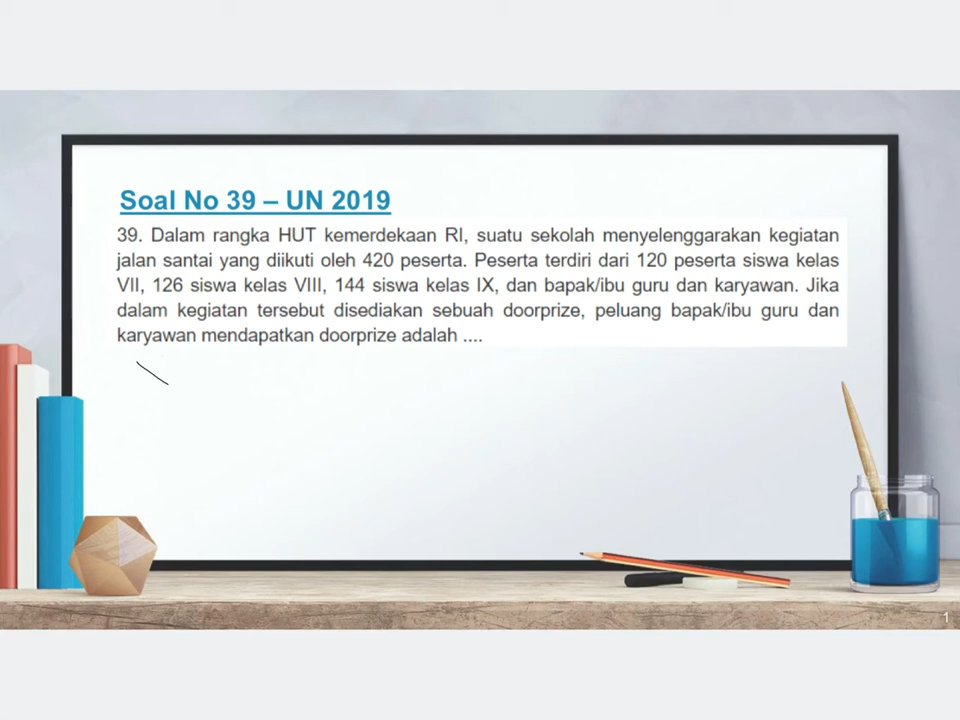 Soal No 39 – UN 2019
39. Dalam rangka HUT kemerdekaan RI, suatu sekolah menyelenggarakan kegiatan
jalan santai yang diikuti oleh 420 peserta. Peserta terdiri dari 120 peserta siswa kelas
VII, 126 siswa kelas VIII, 144 siswa kelas IX, dan bapak/ibu guru dan karyawan. Jika
dalam kegiatan tersebut disediakan sebuah doorprize, peluang bapak/ibu guru dan
karyawan mendapatkan doorprize adalah ....
1